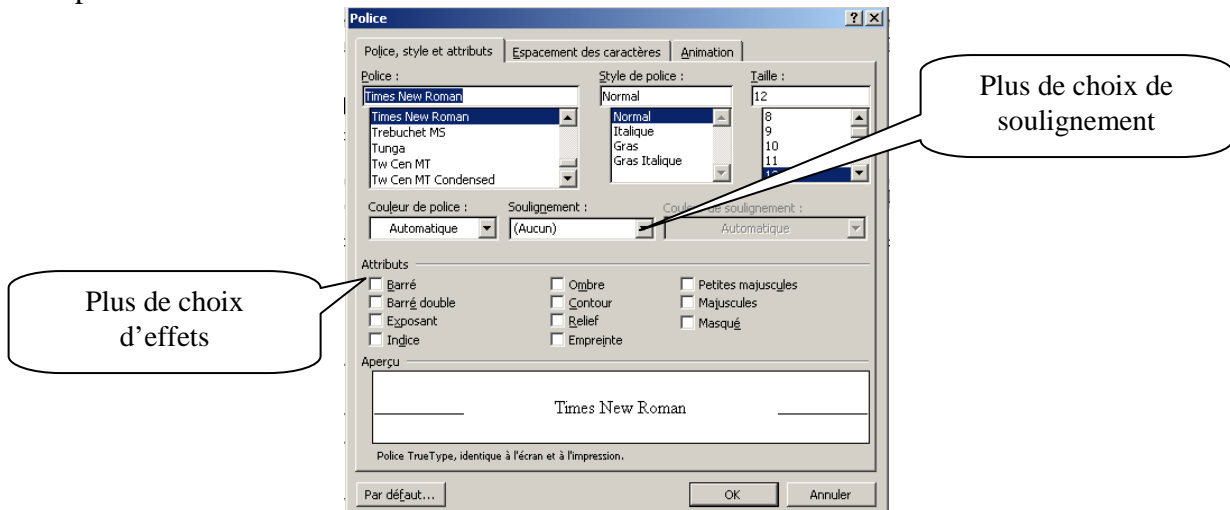 Police
Police, style et attributs Espacement des caractères Animation
Police : Style de police : Taille :
Times New Roman Normal 12
Times New Roman Normal 8
Trebuchet MS Italique 9
Tunga Gras 10
Tw Cen MT Gras Italique 11
Tw Cen MT Condensed 12
Plus de choix de
soulignement
Couleur de police : Soulignement : de soulignement :
Automatique (Aucun) Automatique
Attributs
Barré Ombre Petites majuscules
Barré double Contour Majuscules
Exposant Relief Masqué
Indice Empreinte
Plus de choix
d’effets
Aperçu
Times New Roman
Police TrueType, identique à l'écran et à l'impression.
Par défaut... OK Annuler